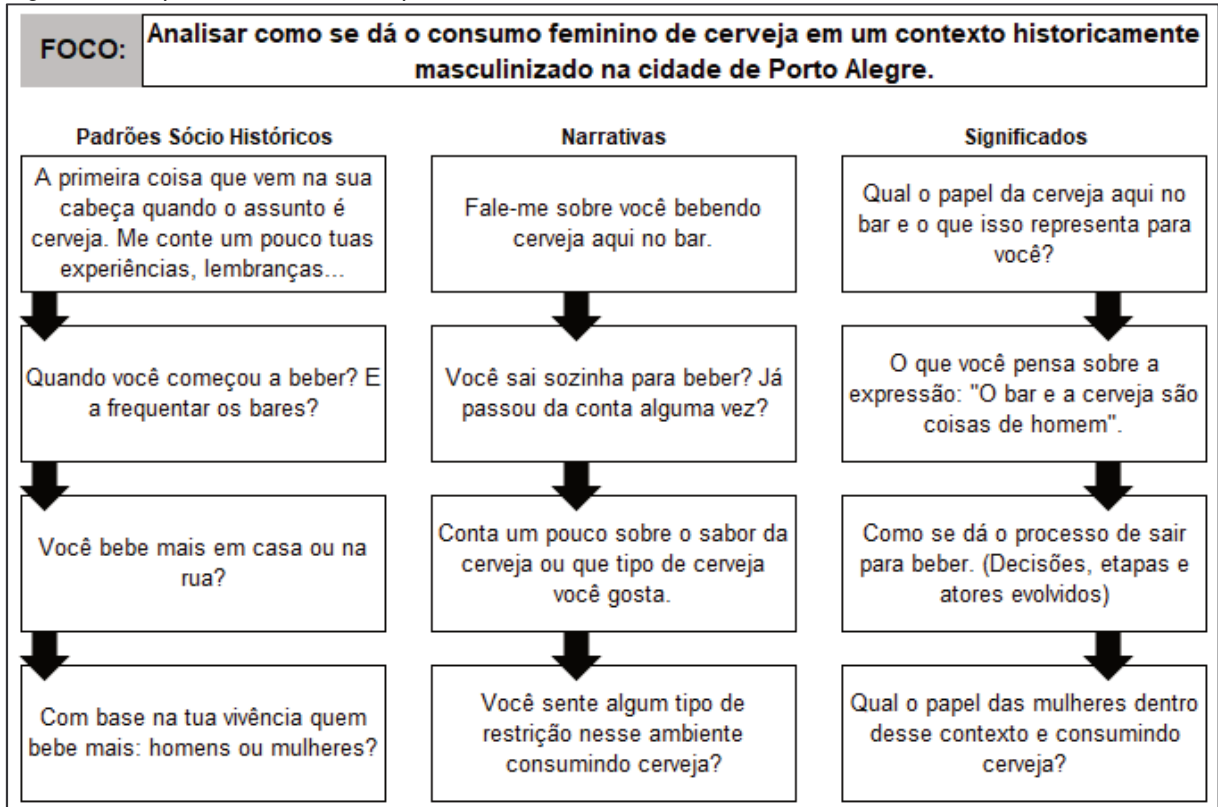 FOCO:
Analisar como se dá o consumo feminino de cerveja em um contexto historicamente
masculinizado na cidade de Porto Alegre.
Padrões Sócio Históricos
A primeira coisa que vem na sua
cabeça quando o assunto é
cerveja. Me conte um pouco tuas
experiências, lembranças...
Quando você começou a beber? E
a frequentar os bares?
Você bebe mais em casa ou na
rua?
Com base na tua vivência quem
bebe mais: homens ou mulheres?
Narrativas
Fale-me sobre você bebendo
cerveja aqui no bar.
Você sai sozinha para beber? Já
passou da conta alguma vez?
Conta um pouco sobre o sabor da
cerveja ou que tipo de cerveja
você gosta.
Você sente algum tipo de
restrição nesse ambiente
consumindo cerveja?
Significados
Qual o papel da cerveja aqui no
bar e o que isso representa para
você?
O que você pensa sobre a
expressão: "O bar e a cerveja são
coisas de homem".
Como se dá o processo de sair
para beber. (Decisões, etapas e
atores evolvidos)
Qual o papel das mulheres dentro
desse contexto e consumindo
cerveja?